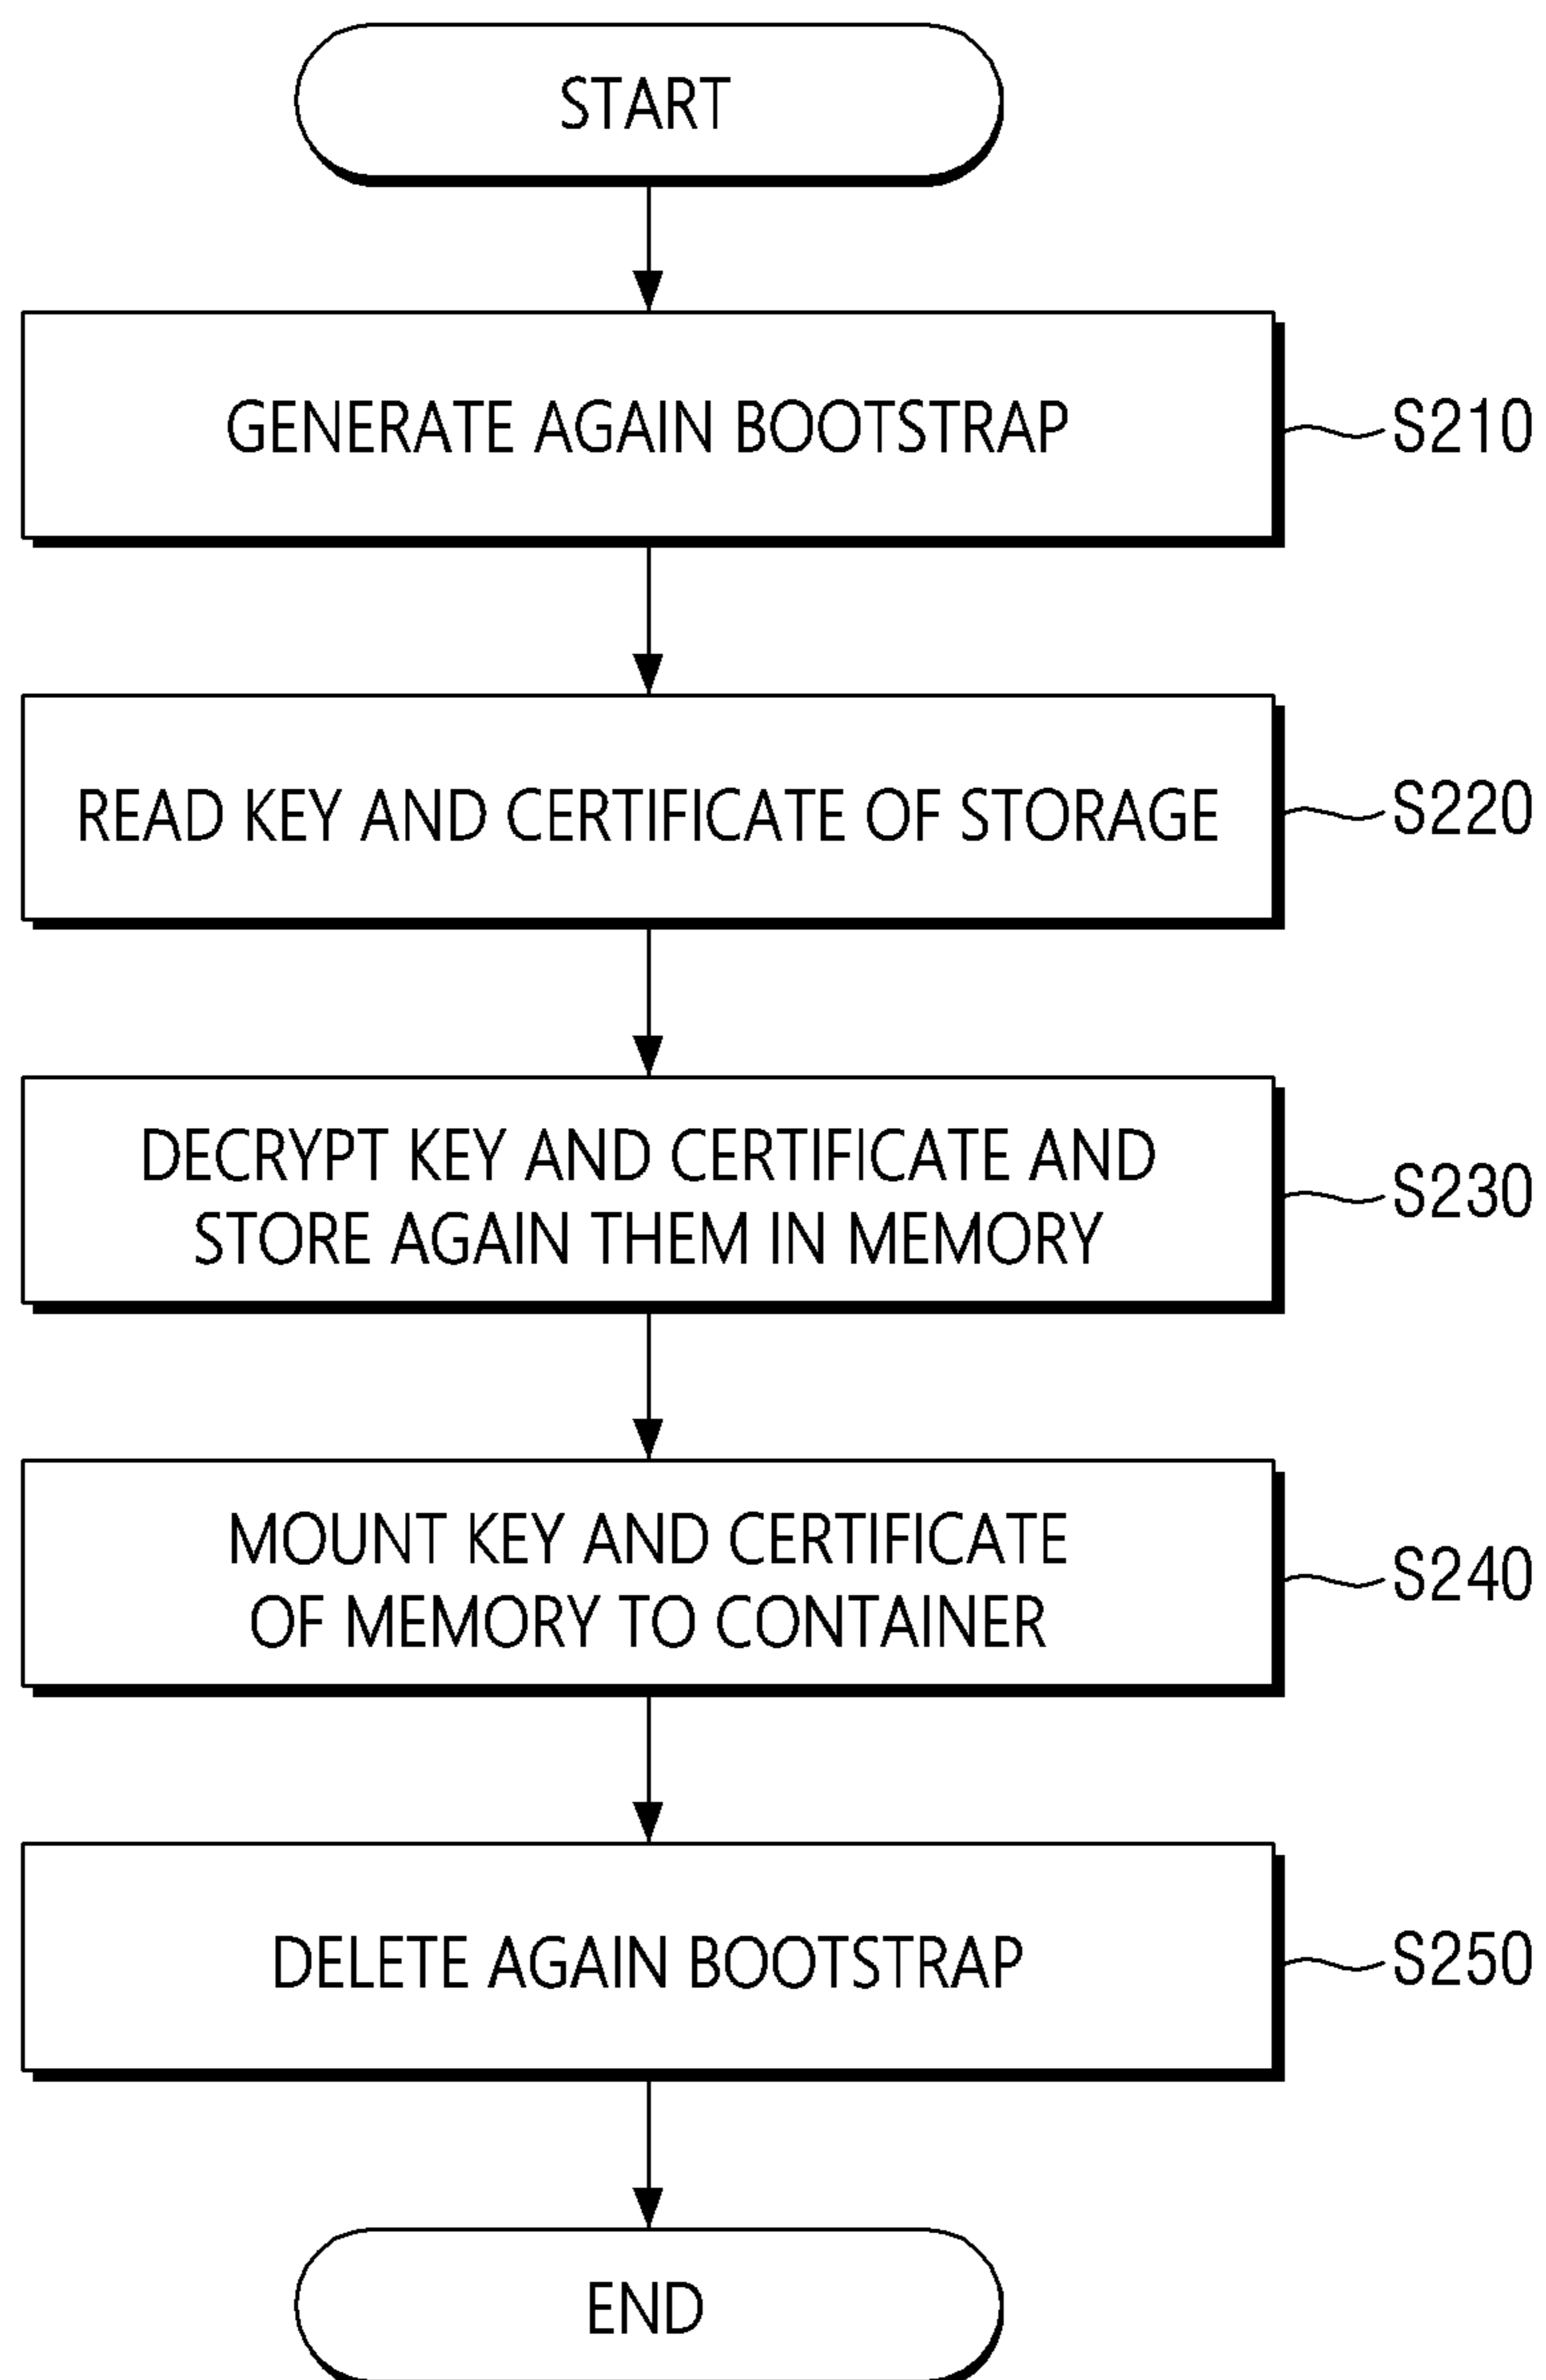 START
GENERATE AGAIN BOOTSTRAP
S210
READ KEY AND CERTIFICATE OF STORAGE
S220
DECRYPT KEY AND CERTIFICATE AND
STORE AGAIN THEM IN MEMORY
S230
MOUNT KEY AND CERTIFICATE
OF MEMORY TO CONTAINER
S240
DELETE AGAIN BOOTSTRAP
S250
END